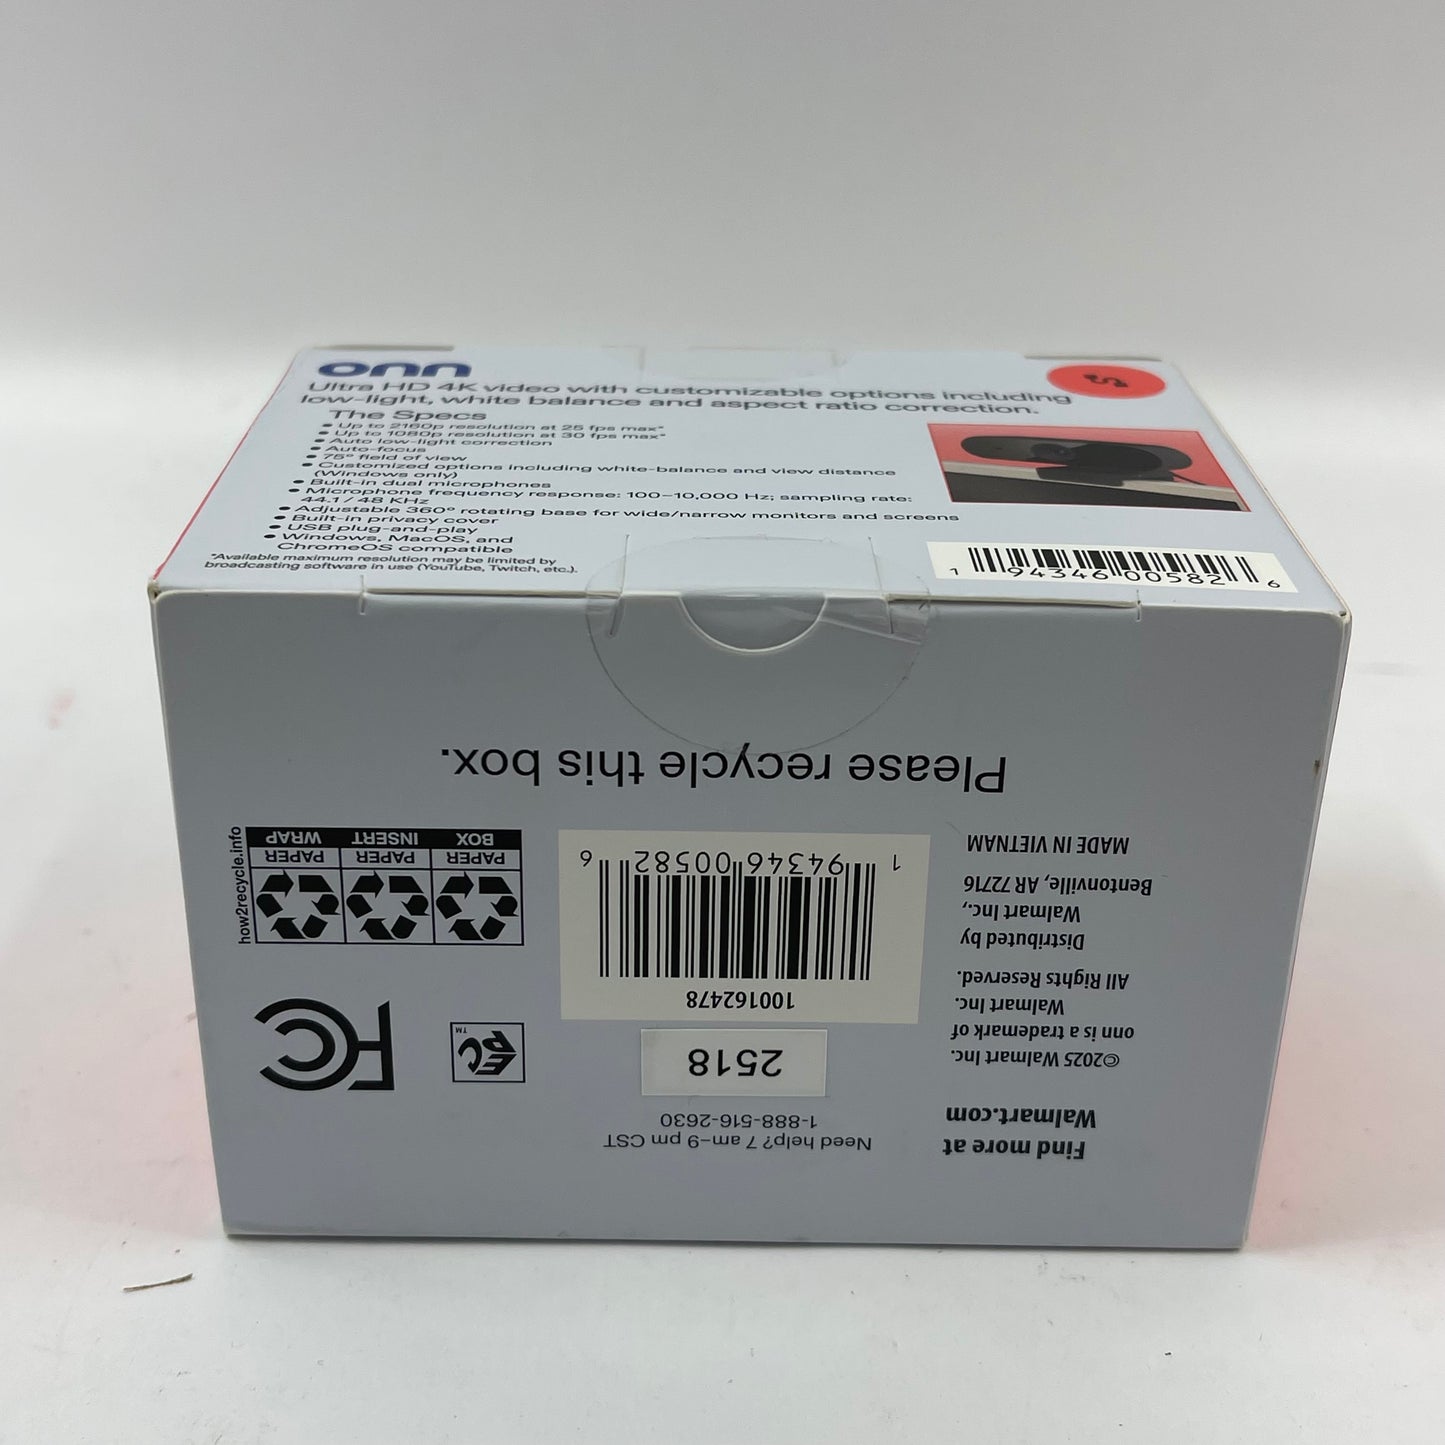 onn
Ultra HD 4K video with customizable options including
low-light, white balance and aspect ratio correction.
The Specs
• Up to 2160p resolution at 25 fps max*
• Up to 1080p resolution at 30 fps max*
• Auto low-light correction
• Auto-focus
• 75° field of view
• Customized options including white-balance and view distance
(Windows only)
• Built-in dual microphones
• Microphone frequency response: 100–10,000 Hz; sampling rate:
44.1 / 48 KHz
• Adjustable 360° rotating base for wide/narrow monitors and screens
• Built-in privacy cover
• USB plug-and-play
• Windows, MacOS, and
ChromeOS compatible
*Available maximum resolution may be limited by
broadcasting software in use (YouTube, Twitch, etc.).
1 94346 00582 6
Find more at
Walmart.com
©2025 Walmart Inc.
onn is a trademark of
Walmart Inc.
All Rights Reserved.
Distributed by
Walmart Inc.,
Bentonville, AR 72716
MADE IN VIETNAM
Need help? 7 am–9 pm CST
1-888-516-2630
2518
100162478
1 94346 00582 6
EPC TM
FC
PAPER
BOX
PAPER
INSERT
PAPER
WRAP
how2recycle.info
Please recycle this box.